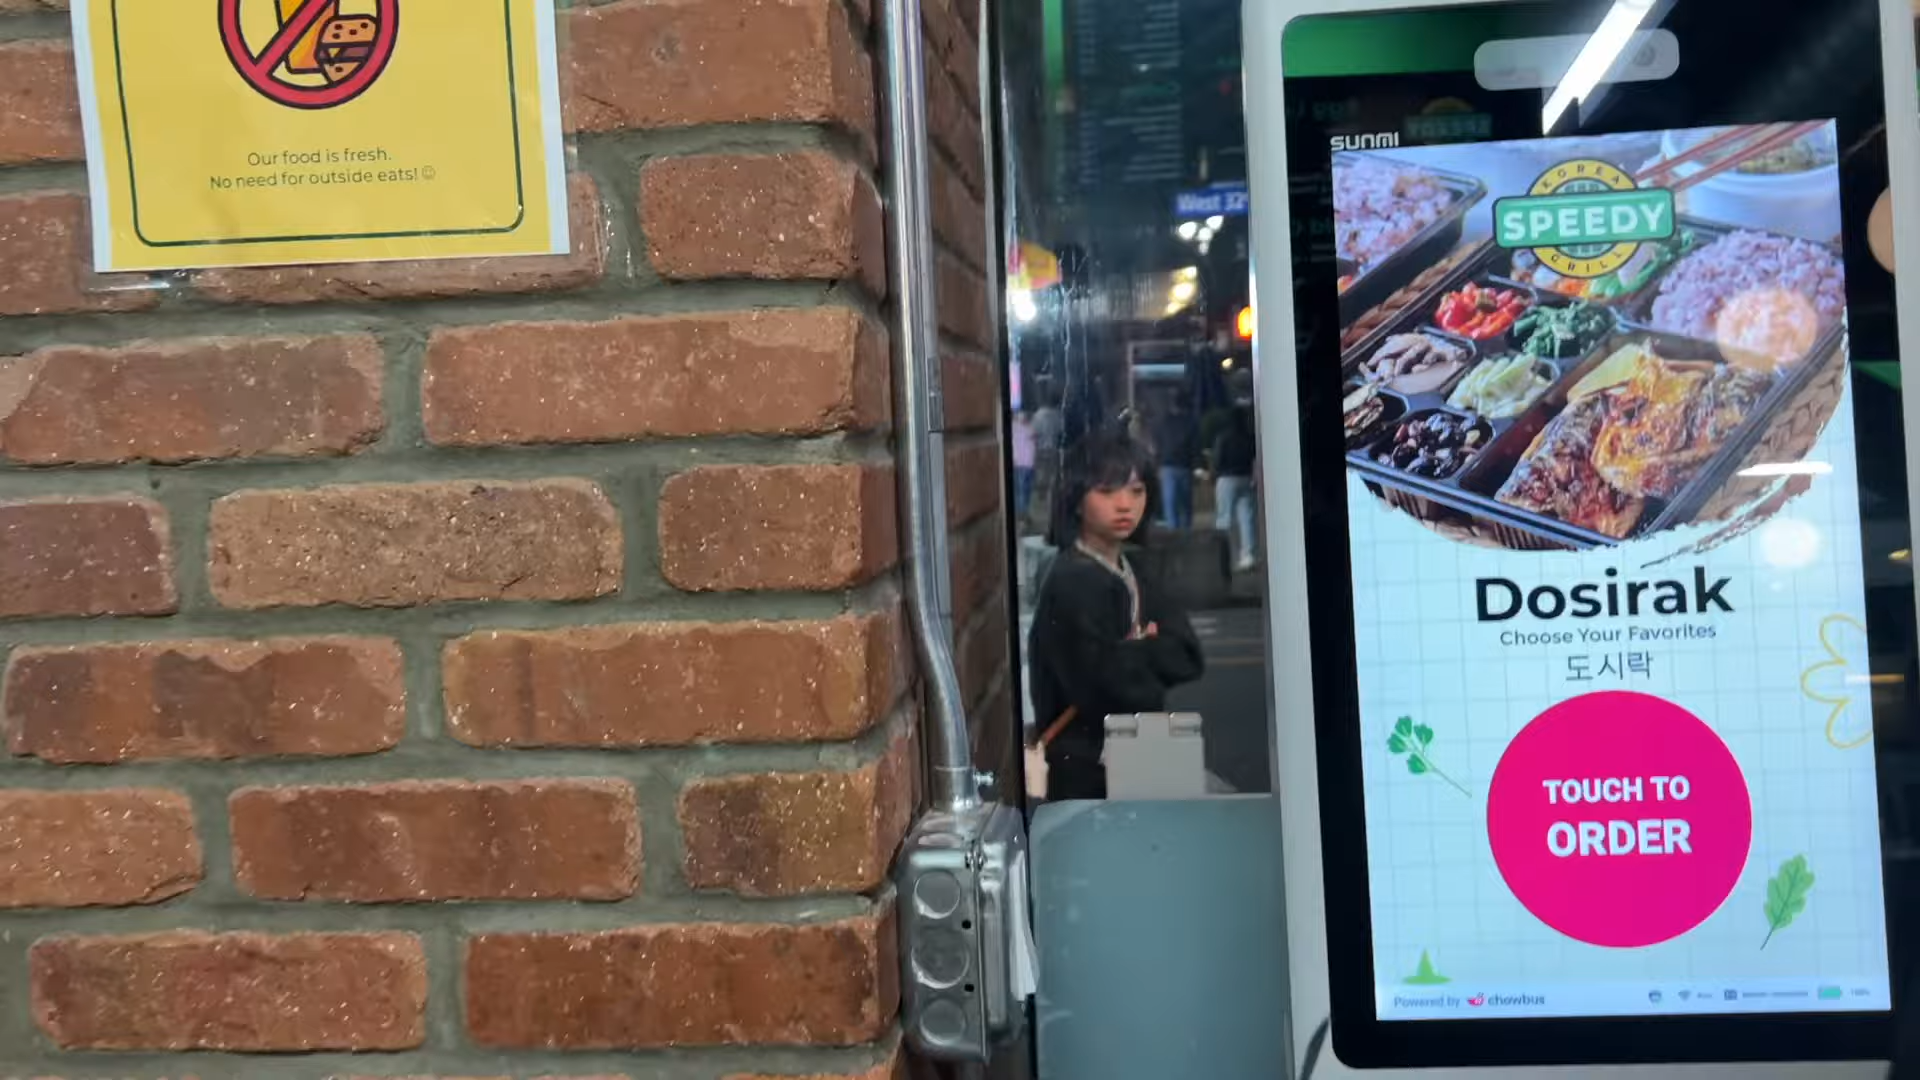 Our food is fresh.
No need for outside eats!
West 32
SUNMI
KOREA
SPEEDY
GRILL
Dosirak
Choose Your Favorites
도시락
TOUCH TO
ORDER
Powered by chowbus